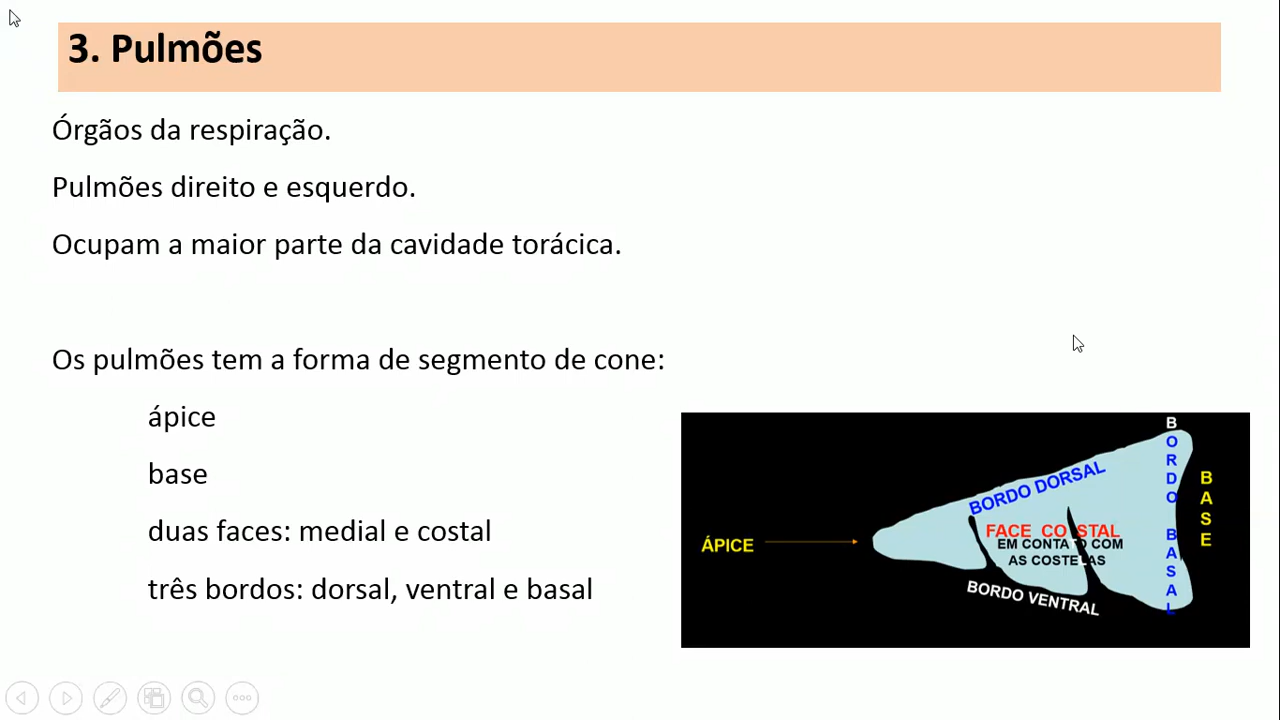 3. Pulmões
Órgãos da respiração.
Pulmões direito e esquerdo.
Ocupam a maior parte da cavidade torácica.
Os pulmões tem a forma de segmento de cone:
ápice
base
duas faces: medial e costal
três bordos: dorsal, ventral e basal
ÁPICE
BORDO DORSAL
FACE COSTAL
EM CONTATO COM
AS COSTELAS
BORDO VENTRAL
BORDO BASAL
BASE